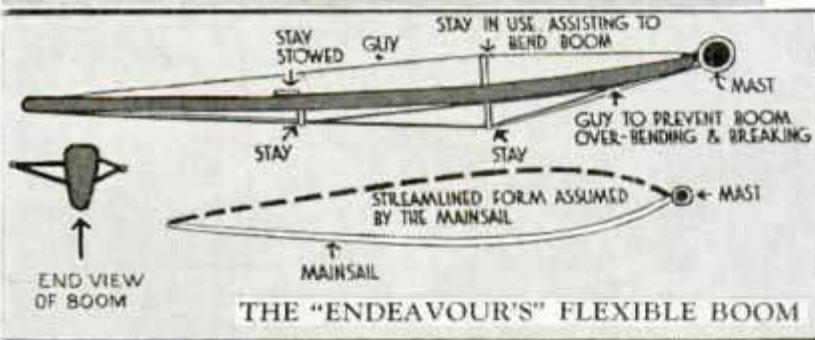 STAY
STOWED
GUY
STAY IN USE ASSISTING TO
BEND BOOM
MAST
GUY TO PREVENT BOOM
OVER-BENDING & BREAKING
STAY
STAY
STREAMLINED FORM ASSUMED
BY THE MAINSAIL
MAST
MAINSAIL
END VIEW
OF BOOM
THE "ENDEAVOUR'S" FLEXIBLE BOOM